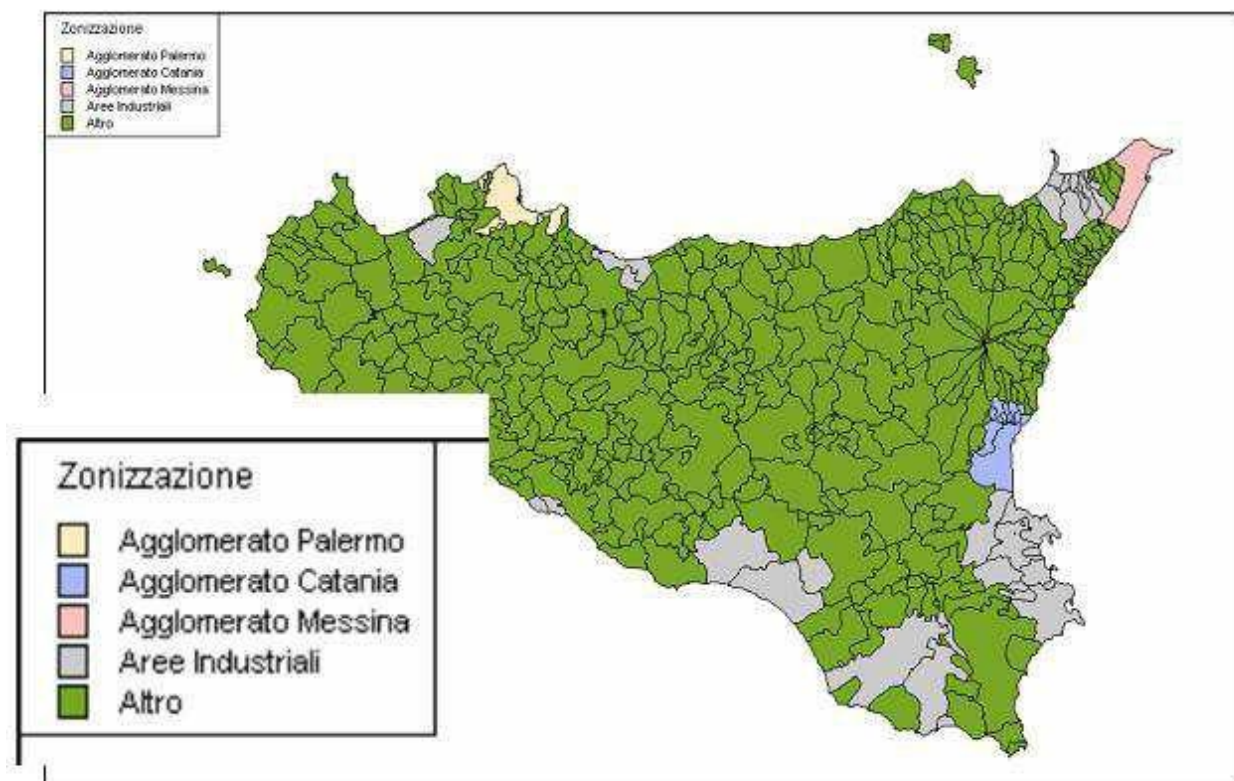 Zonizzazione
Agglomerato Palermo
Agglomerato Catania
Agglomerato Messina
Aree Industriali
Altro
Zonizzazione
Agglomerato Palermo
Agglomerato Catania
Agglomerato Messina
Aree Industriali
Altro